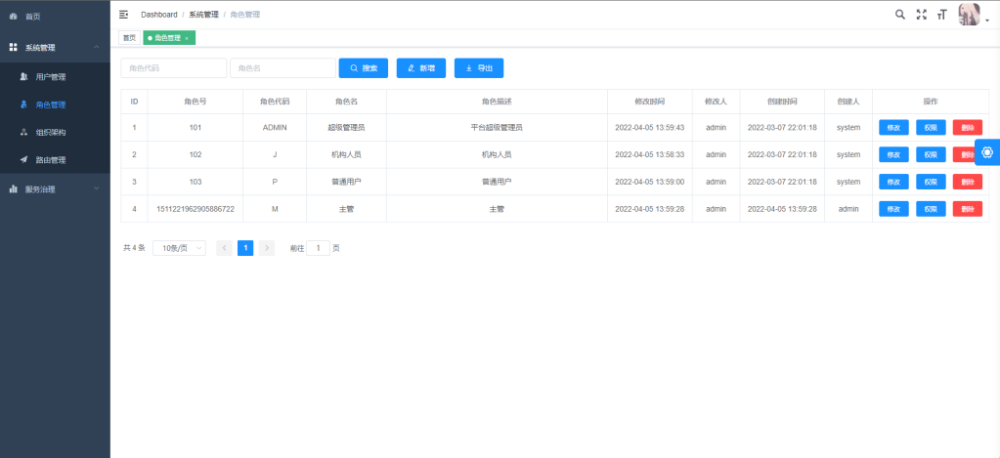 首页
系统管理
用户管理
角色管理
组织架构
路由管理
服务治理
Dashboard / 系统管理 / 角色管理
首页 角色管理 ×
角色代码 角色名 搜索 新增 导出
ID 角色号 角色代码 角色名 角色描述 修改时间 修改人 创建时间 创建人 操作
1 101 ADMIN 超级管理员 平台超级管理员 2022-04-05 13:59:43 admin 2022-03-07 22:01:18 system 修改 权限 删除
2 102 J 机构人员 机构人员 2022-04-05 13:58:33 admin 2022-03-07 22:01:18 system 修改 权限 删除
3 103 P 普通用户 普通用户 2022-04-05 13:59:00 admin 2022-03-07 22:01:18 system 修改 权限 删除
4 1511221962905886722 M 主管 主管 2022-04-05 13:59:28 admin 2022-04-05 13:59:28 admin 修改 权限 删除
共 4 条 10条/页 1 前往 1 页